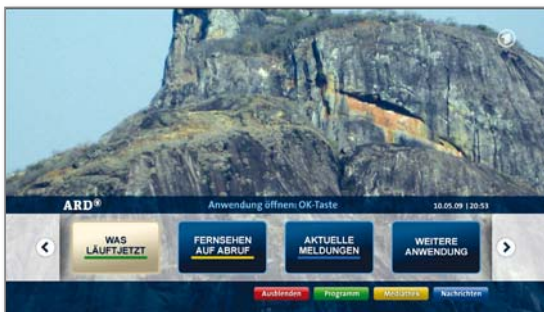 ARD
Anwendung öffnen: OK-Taste
10.05.09 | 20:53
WAS
LÄUFTJETZT
FERNSEHEN
AUF ABRUF
AKTUELLE
MELDUNGEN
WEITERE
ANWENDUNG
Ausblenden
Programm
Mediathek
Nachrichten